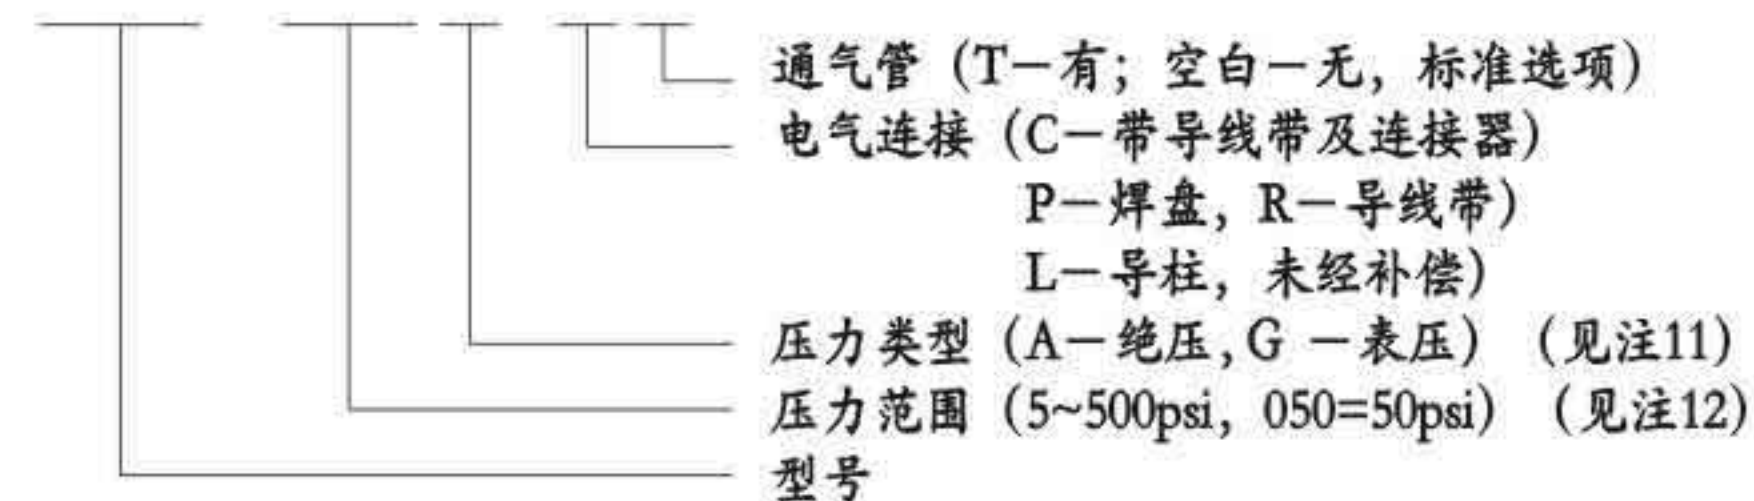 通气管（T－有；空白－无，标准选项）
电气连接（C－带导线带及连接器）
P－焊盘，R－导线带）
L－导柱，未经补偿）
压力类型（A－绝压,G －表压）（见注11）
压力范围（5~500psi，050=50psi）（见注12）
型号